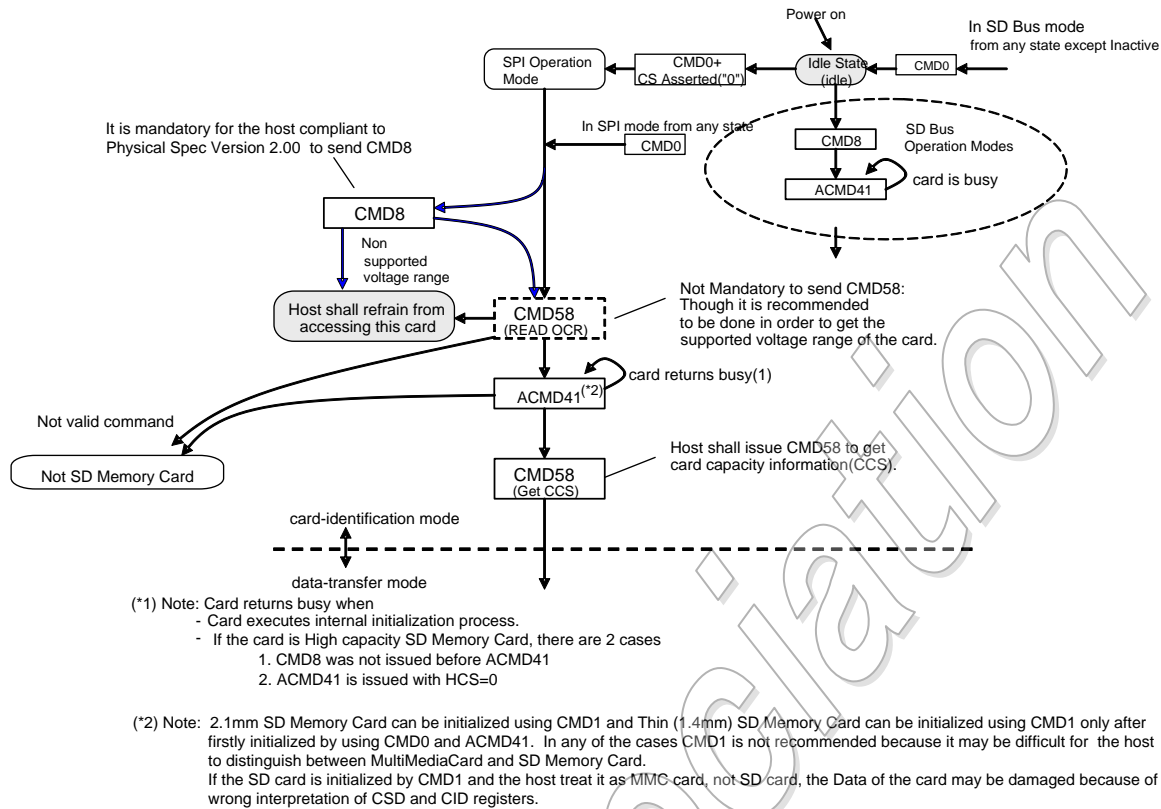 Power on
In SD Bus mode
from any state except Inactive
SPI Operation
Mode
CMD0+
CS Asserted("0")
Idle State
(idle)
CMD0
In SPI mode from any state
CMD0
CMD8
SD Bus
Operation Modes
ACMD41
card is busy
It is mandatory for the host compliant to
Physical Spec Version 2.00 to send CMD8
CMD8
Non
supported
voltage range
Host shall refrain from
accessing this card
CMD58
(READ OCR)
Not Mandatory to send CMD58:
Though it is recommended
to be done in order to get the
supported voltage range of the card.
ACMD41(*2)
card returns busy(1)
Not valid command
Not SD Memory Card
CMD58
(Get CCS)
Host shall issue CMD58 to get
card capacity information(CCS).
card-identification mode
data-transfer mode
(*1) Note: Card returns busy when
- Card executes internal initialization process.
- If the card is High capacity SD Memory Card, there are 2 cases
1. CMD8 was not issued before ACMD41
2. ACMD41 is issued with HCS=0
(*2) Note: 2.1mm SD Memory Card can be initialized using CMD1 and Thin (1.4mm) SD Memory Card can be initialized using CMD1 only after
firstly initialized by using CMD0 and ACMD41. In any of the cases CMD1 is not recommended because it may be difficult for the host
to distinguish between MultiMediaCard and SD Memory Card.
If the SD card is initialized by CMD1 and the host treat it as MMC card, not SD card, the Data of the card may be damaged because of
wrong interpretation of CSD and CID registers.
ciation